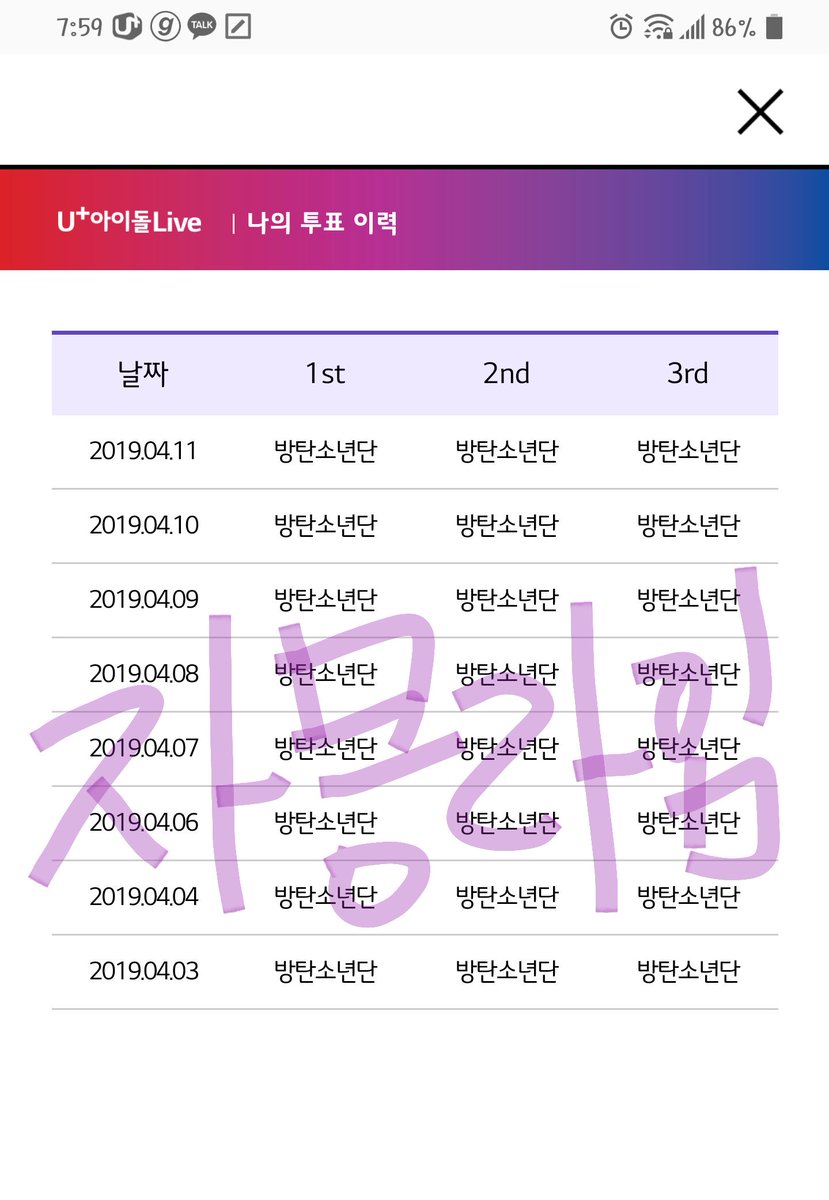 7:59 U+ g TALK 86%
U+아이돌Live | 나의 투표 이력
날짜 1st 2nd 3rd
2019.04.11 방탄소년단 방탄소년단 방탄소년단
2019.04.10 방탄소년단 방탄소년단 방탄소년단
2019.04.09 방탄소년단 방탄소년단 방탄소년단
2019.04.08 방탄소년단 방탄소년단 방탄소년단
2019.04.07 방탄소년단 방탄소년단 방탄소년단
2019.04.06 방탄소년단 방탄소년단 방탄소년단
2019.04.04 방탄소년단 방탄소년단 방탄소년단
2019.04.03 방탄소년단 방탄소년단 방탄소년단
자몽라임